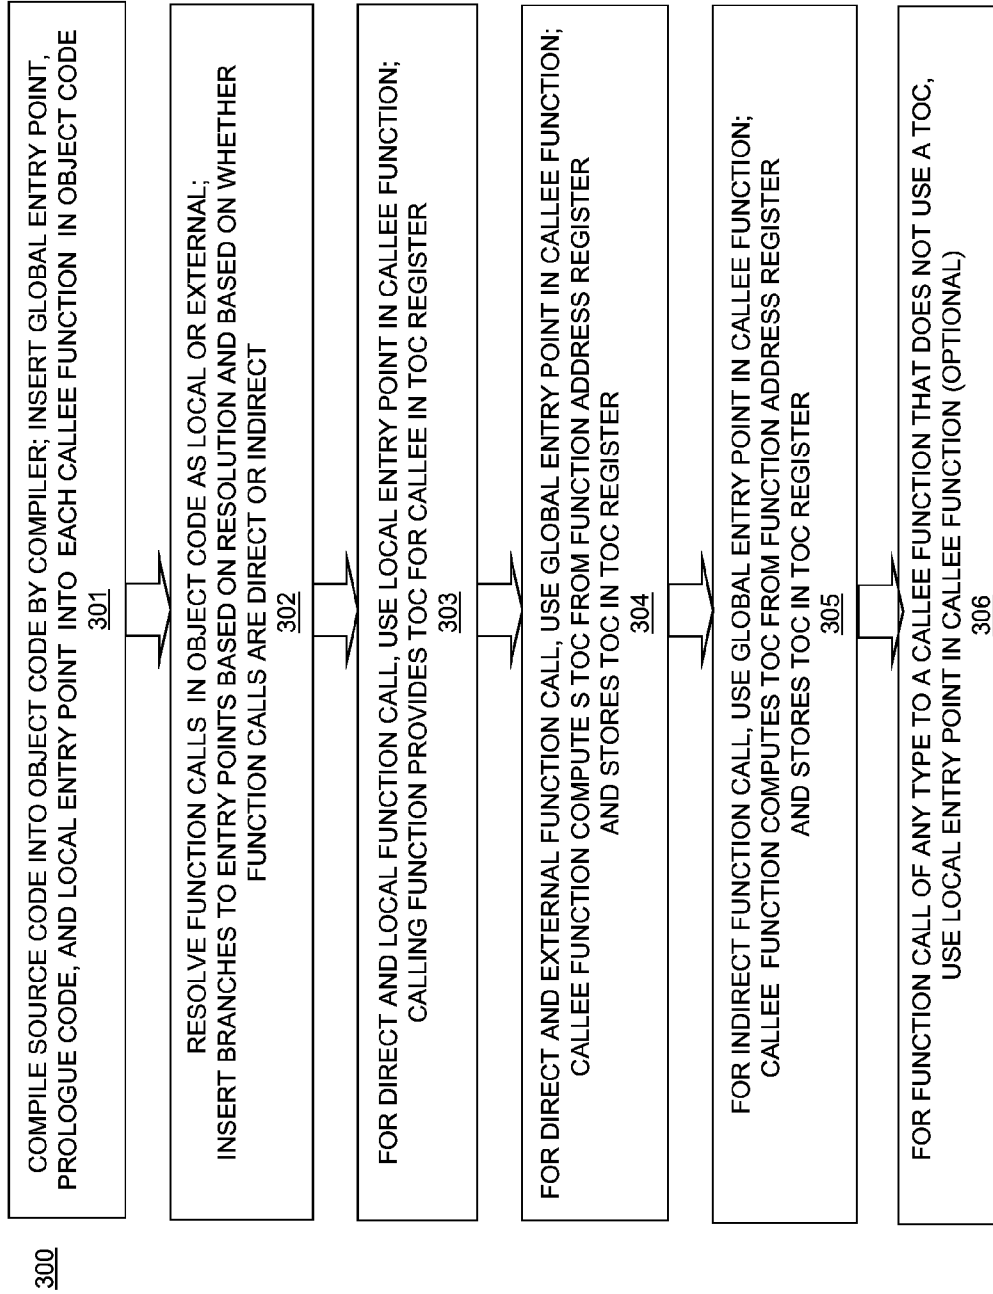 300
COMPILE SOURCE CODE INTO OBJECT CODE BY COMPILER; INSERT GLOBAL ENTRY POINT,
PROLOGUE CODE, AND LOCAL ENTRY POINT INTO EACH CALLEE FUNCTION IN OBJECT CODE
301
RESOLVE FUNCTION CALLS IN OBJECT CODE AS LOCAL OR EXTERNAL;
INSERT BRANCHES TO ENTRY POINTS BASED ON RESOLUTION AND BASED ON WHETHER
FUNCTION CALLS ARE DIRECT OR INDIRECT
302
FOR DIRECT AND LOCAL FUNCTION CALL, USE LOCAL ENTRY POINT IN CALLEE FUNCTION;
CALLING FUNCTION PROVIDES TOC FOR CALLEE IN TOC REGISTER
303
FOR DIRECT AND EXTERNAL FUNCTION CALL, USE GLOBAL ENTRY POINT IN CALLEE FUNCTION;
CALLEE FUNCTION COMPUTE S TOC FROM FUNCTION ADDRESS REGISTER
AND STORES TOC IN TOC REGISTER
304
FOR INDIRECT FUNCTION CALL, USE GLOBAL ENTRY POINT IN CALLEE FUNCTION;
CALLEE FUNCTION COMPUTES TOC FROM FUNCTION ADDRESS REGISTER
AND STORES TOC IN TOC REGISTER
305
FOR FUNCTION CALL OF ANY TYPE TO A CALLEE FUNCTION THAT DOES NOT USE A TOC,
USE LOCAL ENTRY POINT IN CALLEE FUNCTION (OPTIONAL)
306